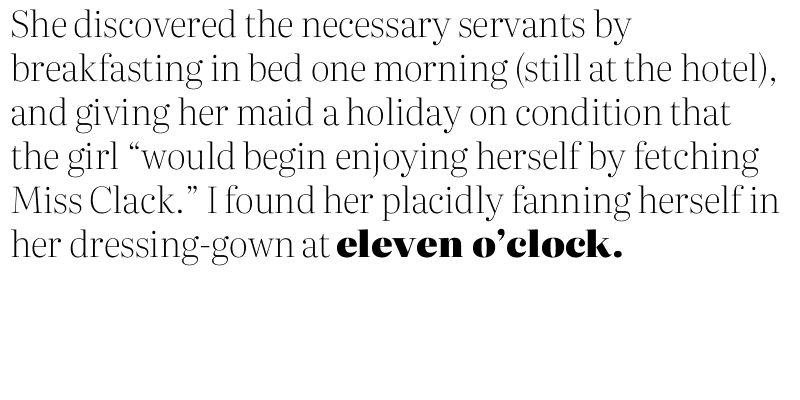 She discovered the necessary servants by
breakfasting in bed one morning (still at the hotel),
and giving her maid a holiday on condition that
the girl “would begin enjoying herself by fetching
Miss Clack.” I found her placidly fanning herself in
her dressing-gown at eleven o’clock.